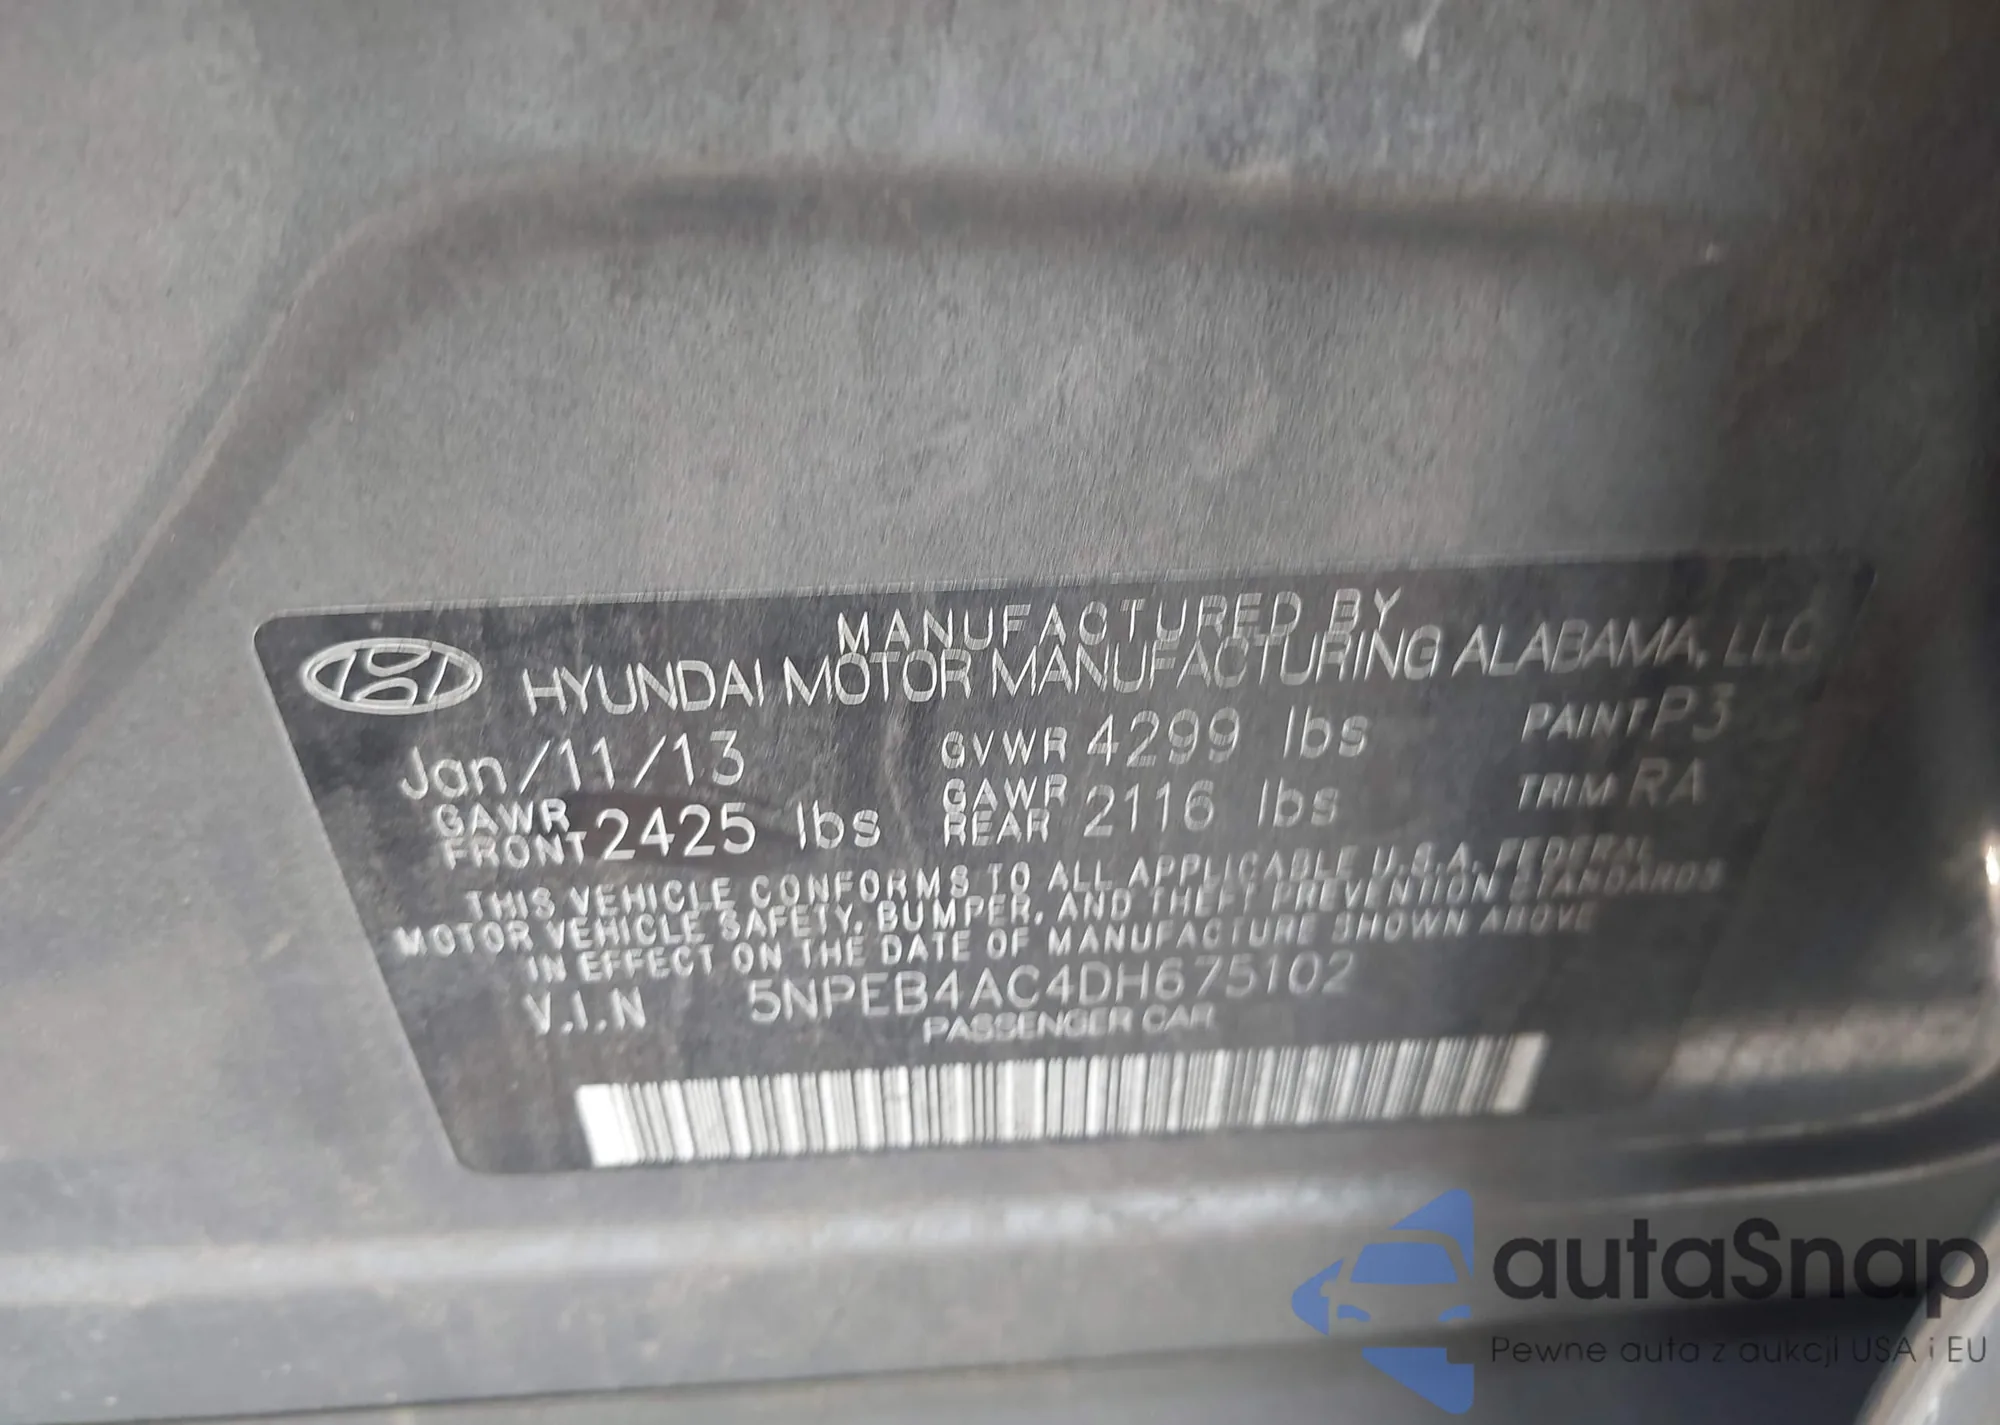 MANUFACTURED BY
HYUNDAI MOTOR MANUFACTURING ALABAMA, LLC
Jan/11/13 GVWR 4299 lbs PAINT P3
GAWR FRONT 2425 lbs GAWR REAR 2116 lbs TRIM RA
THIS VEHICLE CONFORMS TO ALL APPLICABLE U.S.A. FEDERAL
MOTOR VEHICLE SAFETY, BUMPER, AND THEFT PREVENTION STANDARDS
IN EFFECT ON THE DATE OF MANUFACTURE SHOWN ABOVE
V.I.N 5NPEB4AC4DH675102
PASSENGER CAR
autaSnap
Pewne auta z aukcji USA i EU